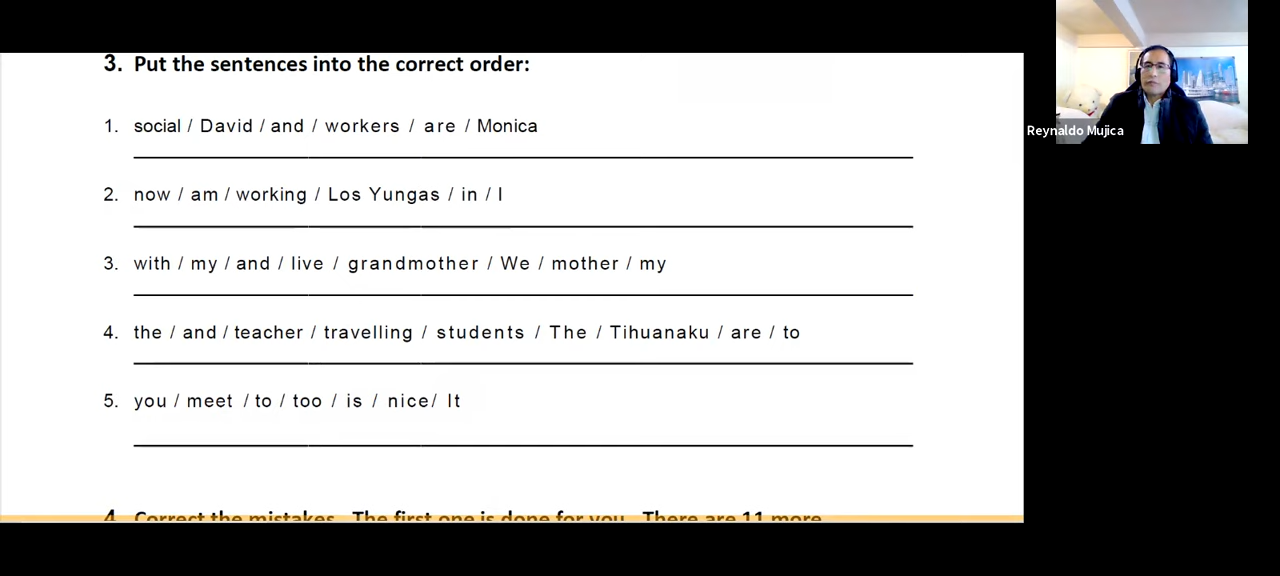 3. Put the sentences into the correct order:
1. social / David / and / workers / are / Monica
2. now / am / working / Los Yungas / in / I
3. with / my / and / live / grandmother / We / mother / my
4. the / and / teacher / travelling / students / The / Tihuanaku / are / to
5. you / meet / to / too / is / nice/ It
4. Correct the mistakes. The first one is done for you. There are 11 more
Reynaldo Mujica